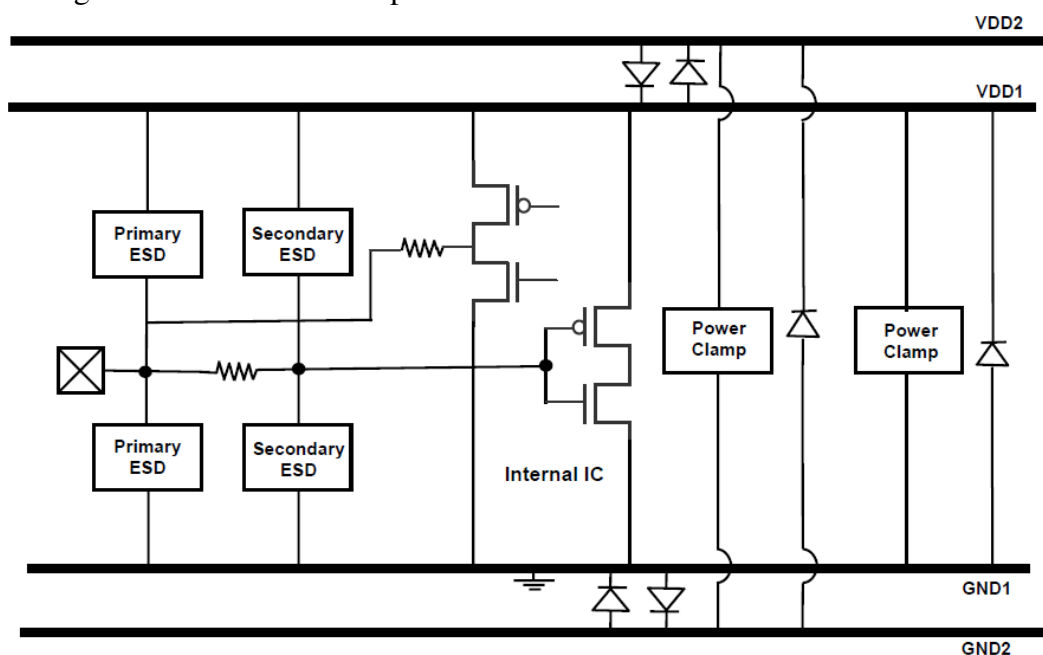 VDD2
VDD1
Primary
ESD
Secondary
ESD
Power
Clamp
Power
Clamp
Primary
ESD
Secondary
ESD
Internal IC
GND1
GND2